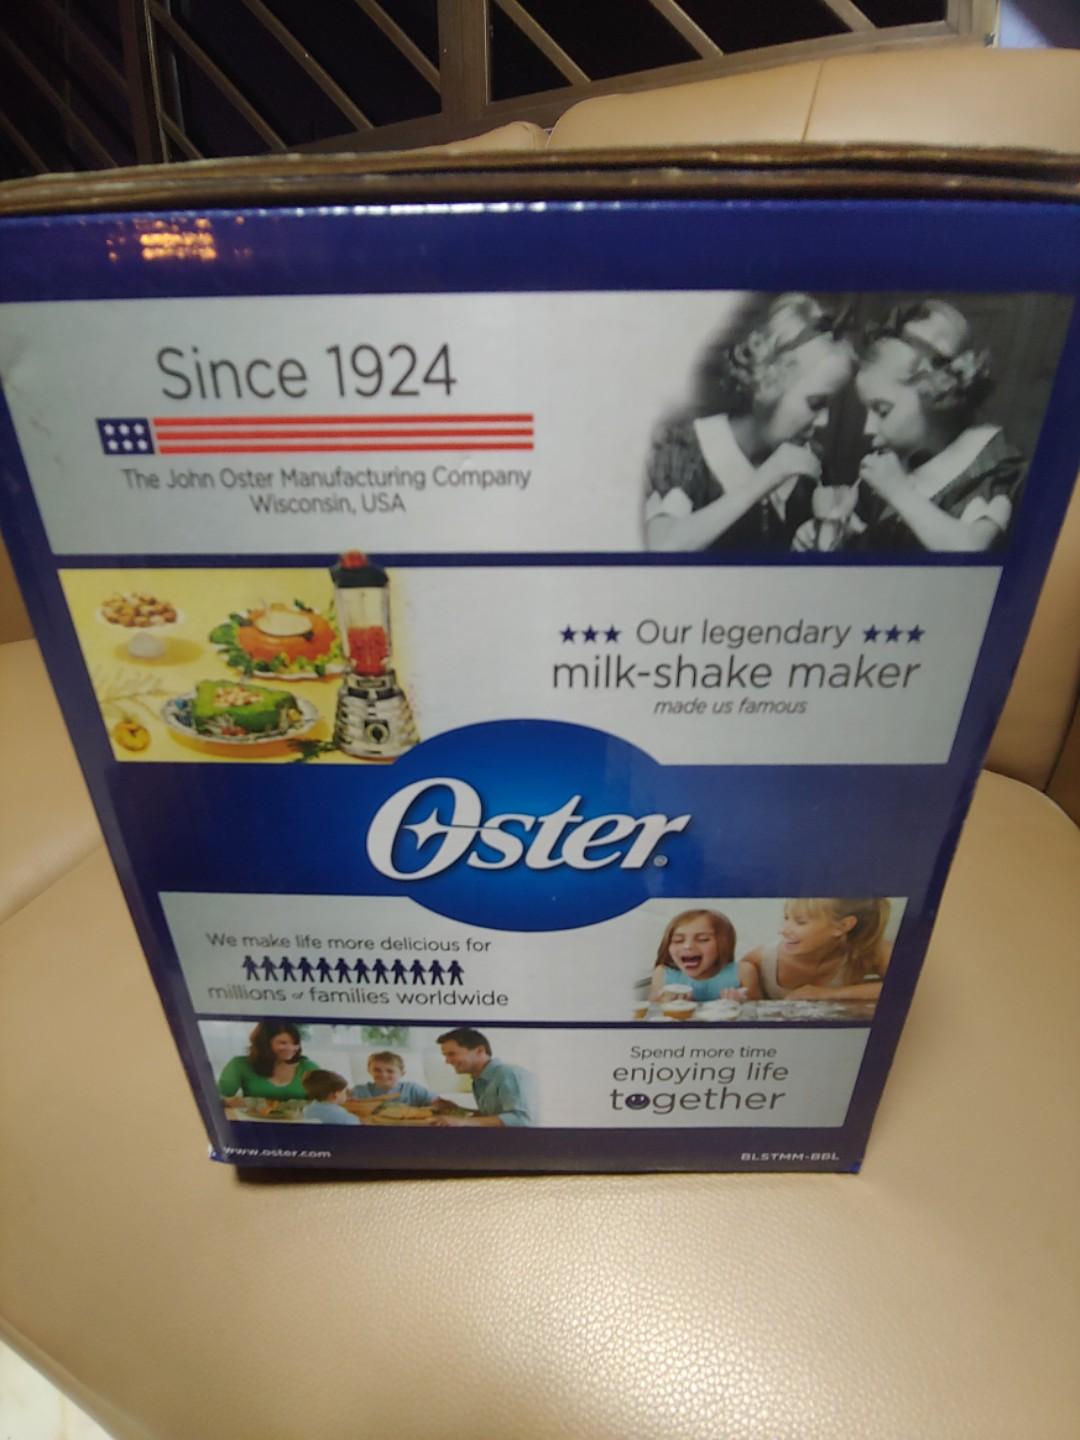 Since 1924
The John Oster Manufacturing Company
Wisconsin, USA
Our legendary
milk-shake maker
made us famous
Oster®
We make life more delicious for
millions of families worldwide
Spend more time
enjoying life
together
www.oster.com
BLSTMM-BBL